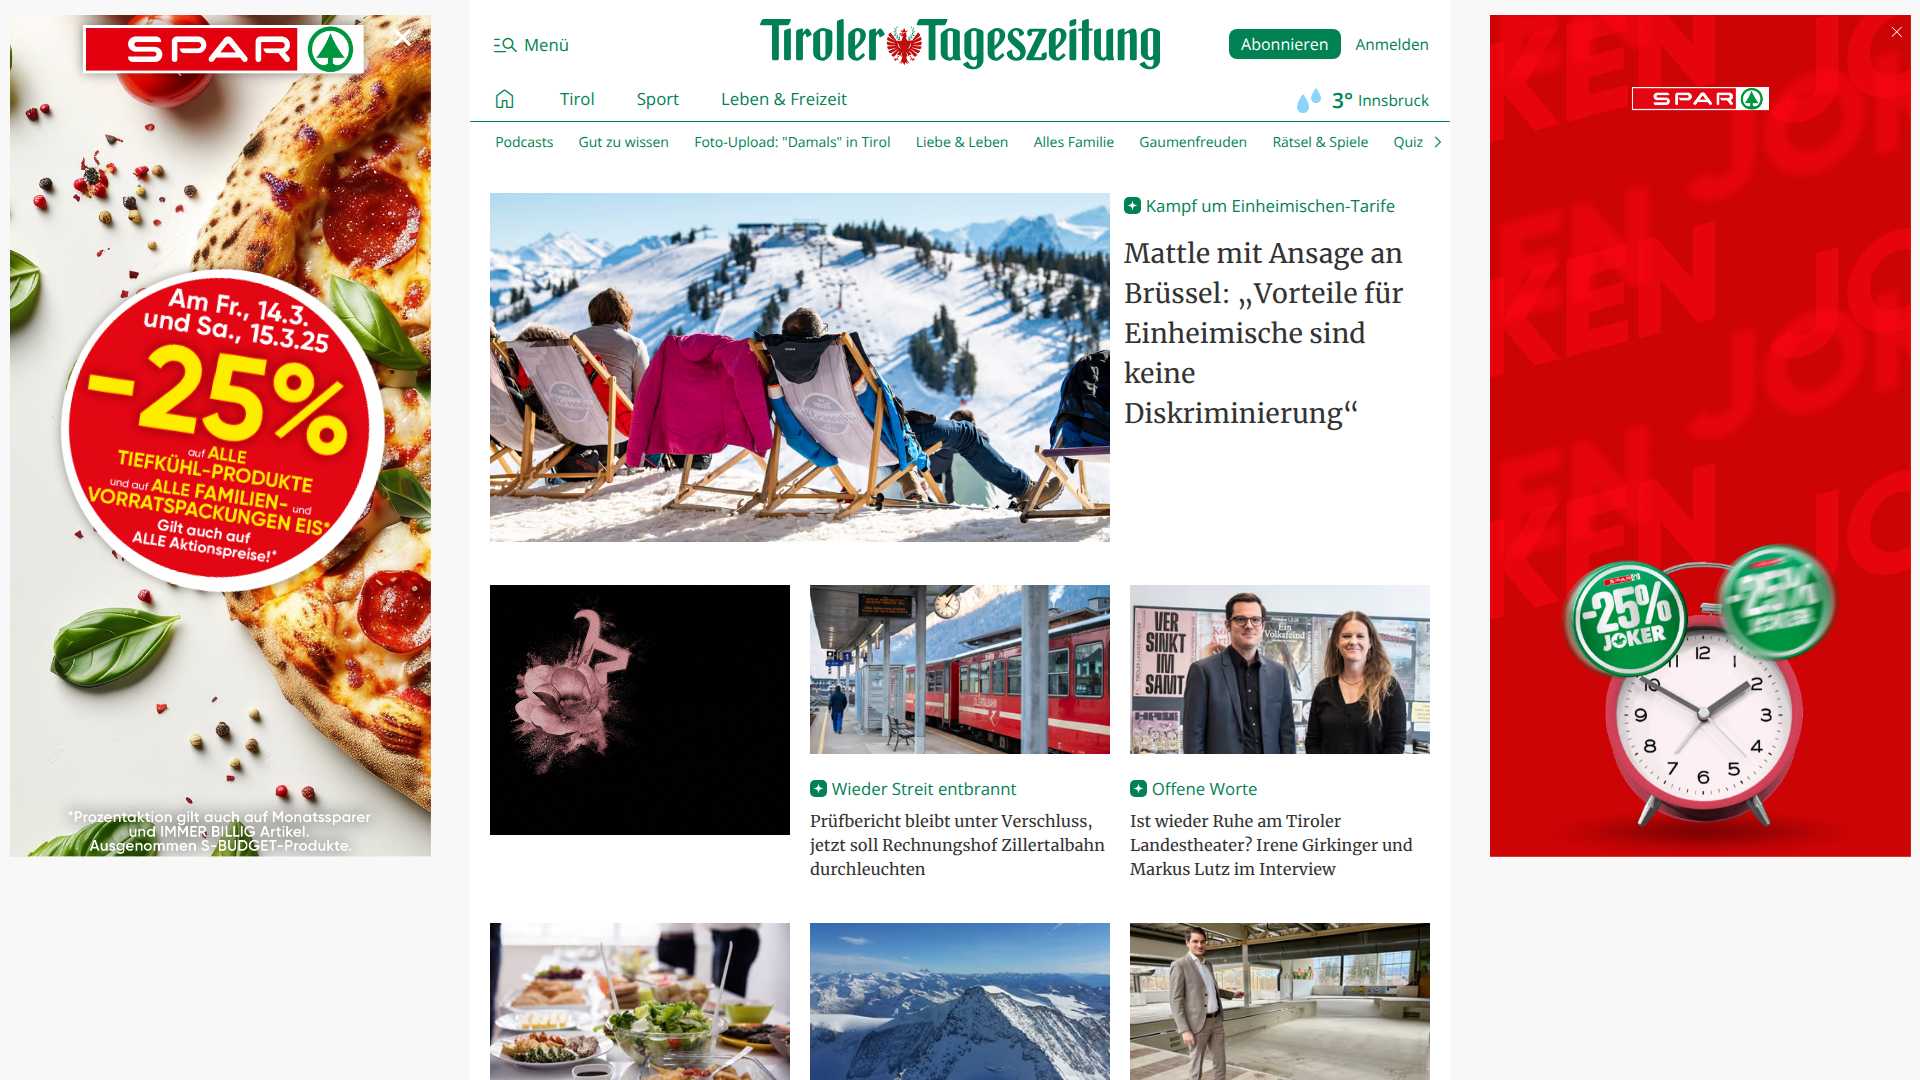 SPAR
Am Fr., 14.3.
und Sa., 15.3.25
-25%
auf ALLE
TIEFKÜHL-PRODUKTE
und auf ALLE FAMILIEN- und
VORRATSPACKUNGEN EIS*
Gilt auch auf
ALLE Aktionspreise!*
*Prozentaktion gilt auch auf Monatssparer
und IMMER BILLIG Artikel.
Ausgenommen S-BUDGET-Produkte.
Menü
Tiroler Tageszeitung
Abonnieren
Anmelden
Tirol
Sport
Leben & Freizeit
3° Innsbruck
Podcasts
Gut zu wissen
Foto-Upload: "Damals" in Tirol
Liebe & Leben
Alles Familie
Gaumenfreuden
Rätsel & Spiele
Quiz
Kampf um Einheimischen-Tarife
Mattle mit Ansage an
Brüssel: „Vorteile für
Einheimische sind
keine
Diskriminierung“
VER
SINKT
IM
SAMT
Ein
Volksfeind
Wieder Streit entbrannt
Prüfbericht bleibt unter Verschluss,
jetzt soll Rechnungshof Zillertalbahn
durchleuchten
Offene Worte
Ist wieder Ruhe am Tiroler
Landestheater? Irene Girkinger und
Markus Lutz im Interview
SPAR
-25%
JOKER
-25%
JOKER
12
1
2
3
4
5
6
7
8
9
10
11